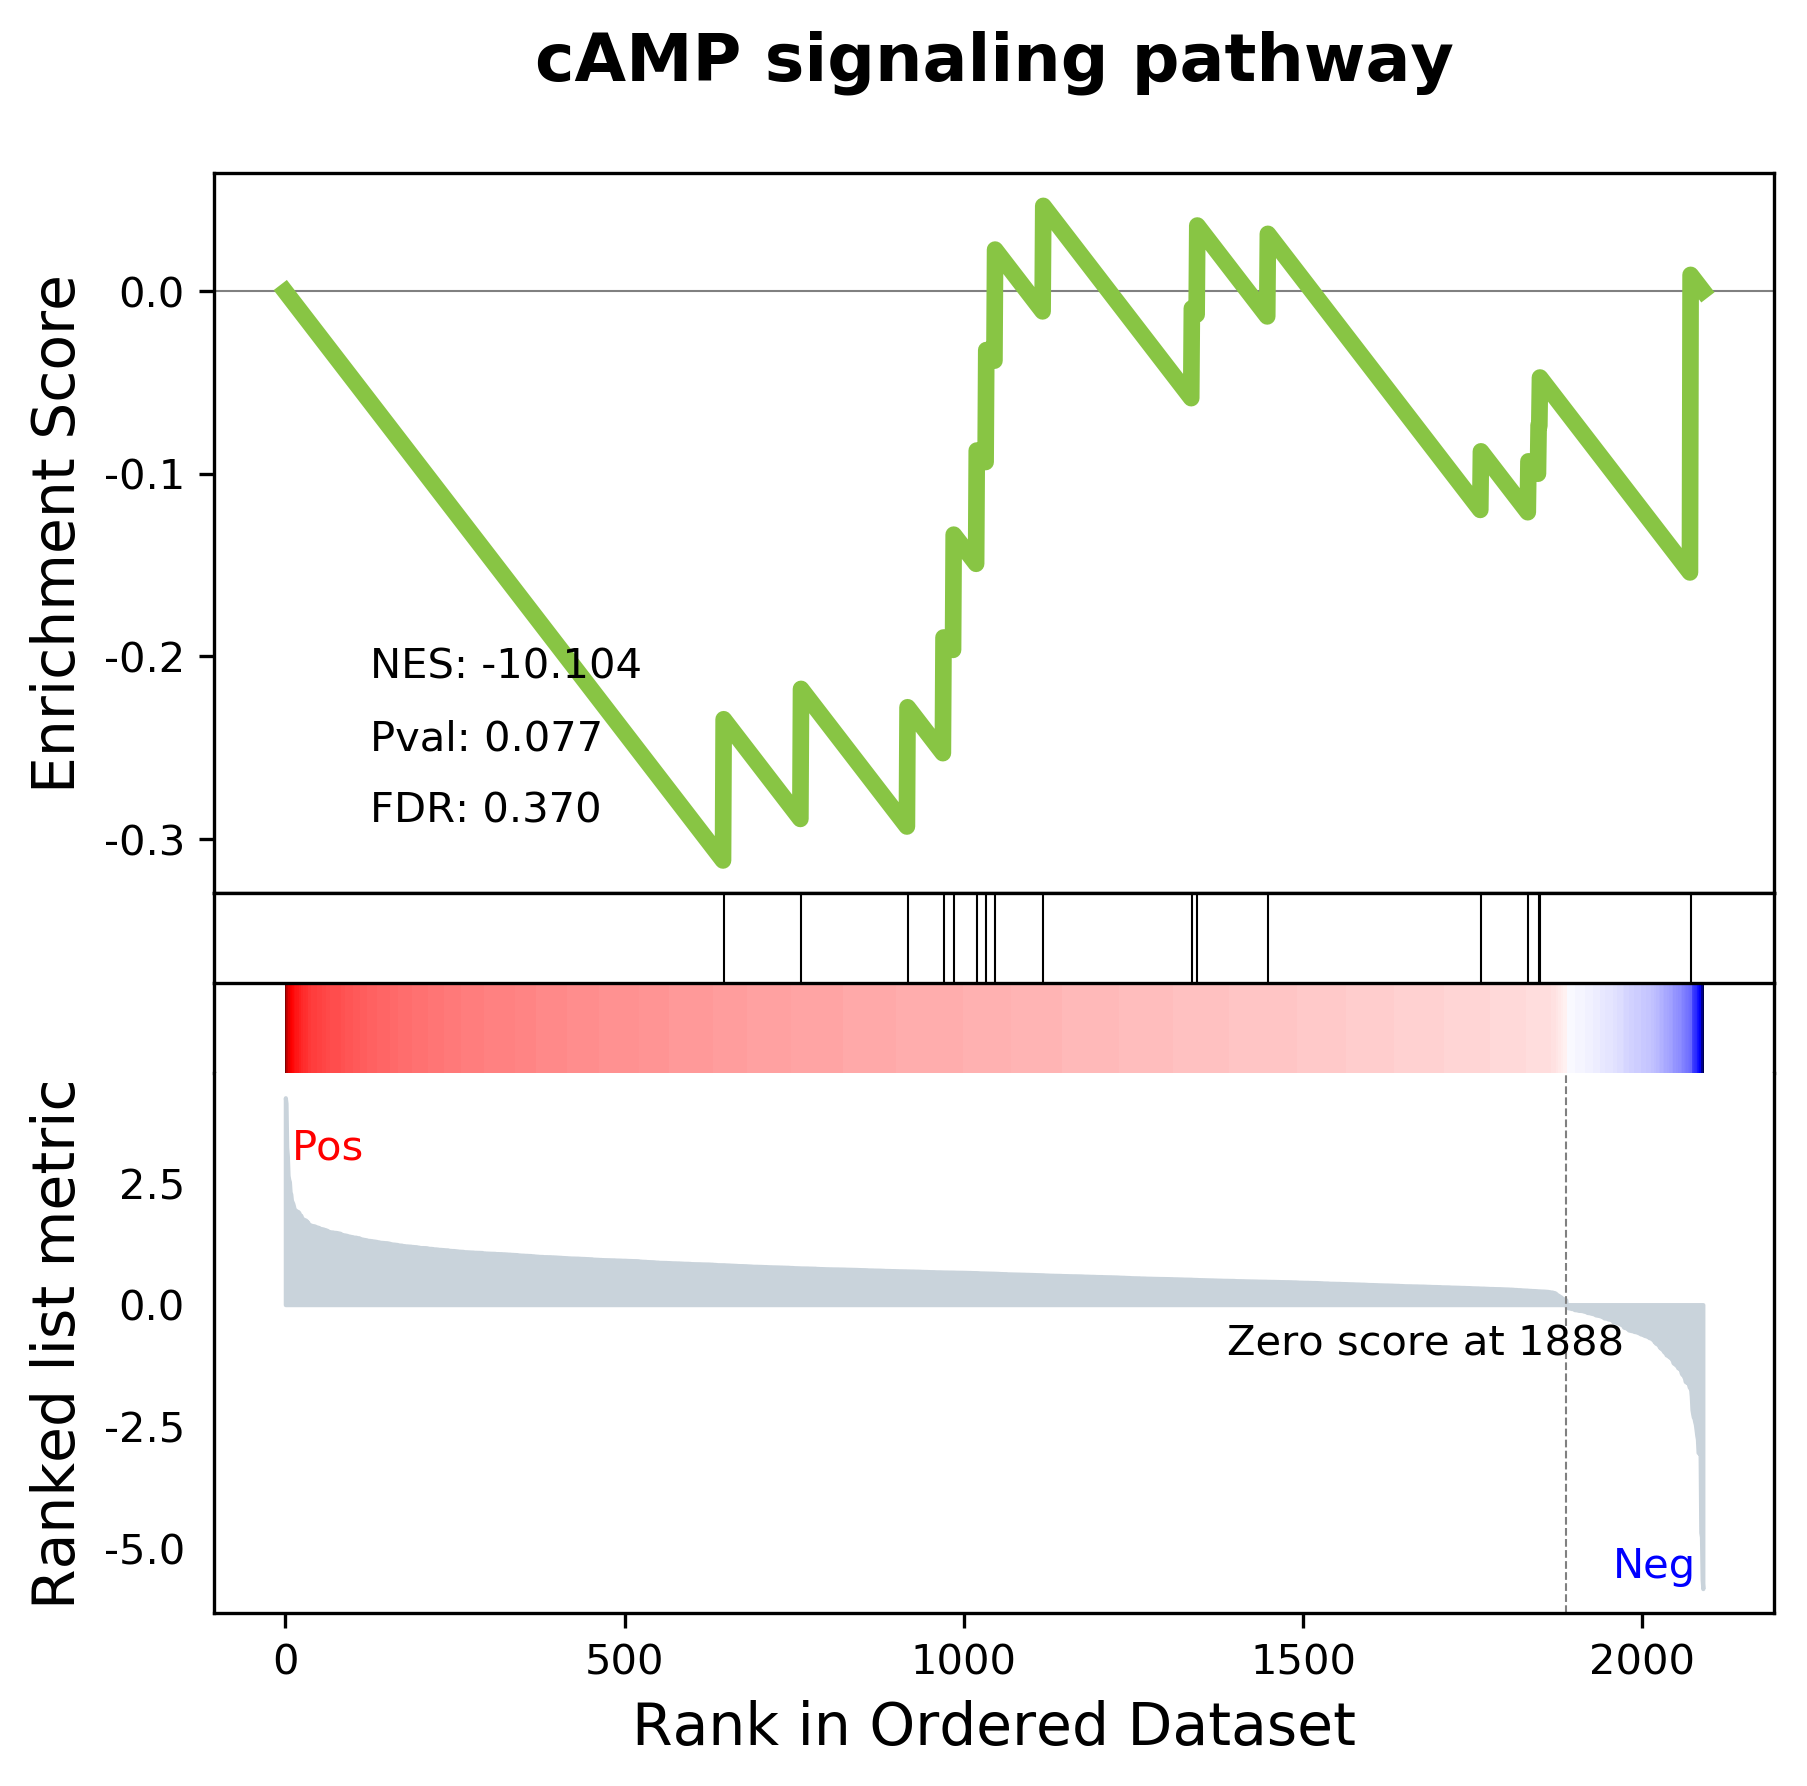 cAMP signaling pathway
Enrichment Score
0.0
-0.1
-0.2
-0.3
NES: -10.104
Pval: 0.077
FDR: 0.370
Ranked list metric
2.5
0.0
-2.5
-5.0
Pos
Zero score at 1888
Neg
0 500 1000 1500 2000
Rank in Ordered Dataset